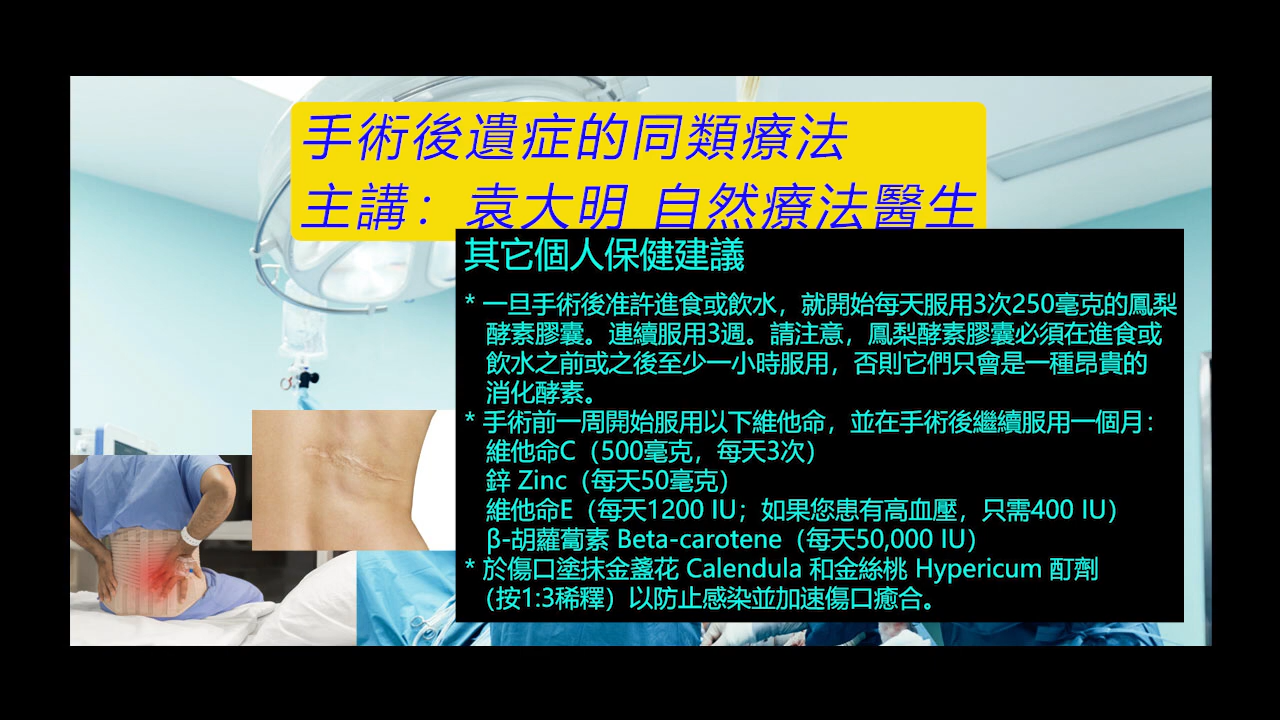 手術後遺症的同類療法
主講：袁大明 自然療法醫生
其它個人保健建議
* 一旦手術後准許進食或飲水，就開始每天服用3次250毫克的鳳梨
酵素膠囊。連續服用3週。請注意，鳳梨酵素膠囊必須在進食或
飲水之前或之後至少一小時服用，否則它們只會是一種昂貴的
消化酵素。
* 手術前一周開始服用以下維他命，並在手術後繼續服用一個月：
維他命C（500毫克，每天3次）
鋅 Zinc（每天50毫克）
維他命E（每天1200 IU；如果您患有高血壓，只需400 IU）
β-胡蘿蔔素 Beta-carotene（每天50,000 IU）
* 於傷口塗抹金盞花 Calendula 和金絲桃 Hypericum 酊劑
（按1:3稀釋）以防止感染並加速傷口癒合。